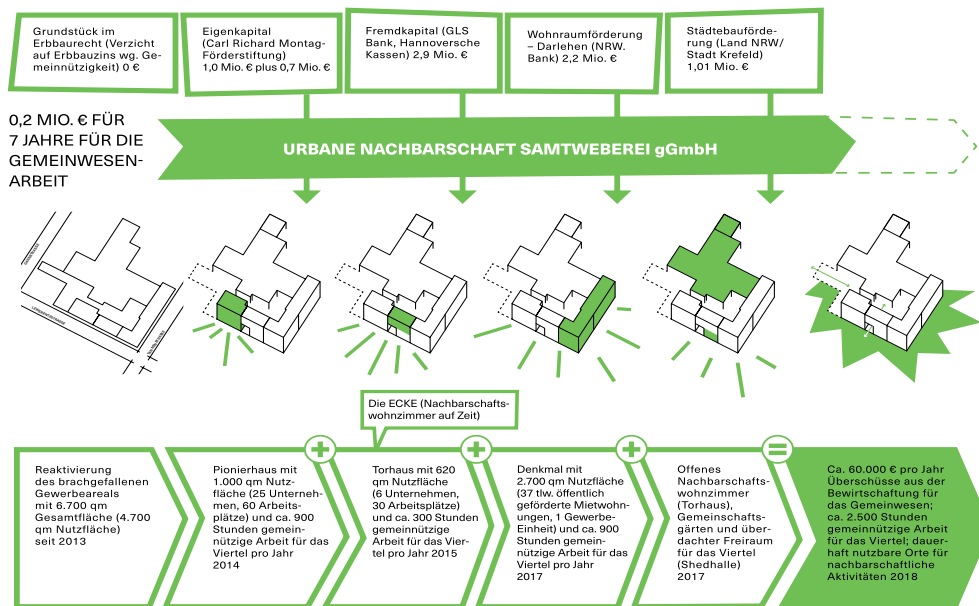 Grundstück im
Erbbaurecht (Verzicht
auf Erbbauzins wg. Ge-
meinnützigkeit) 0 €
Eigenkapital
(Carl Richard Montag-
Förderstiftung)
1,0 Mio. € plus 0,7 Mio. €
Fremdkapital (GLS
Bank, Hannoversche
Kassen) 2,9 Mio. €
Wohnraumförderung
– Darlehen (NRW.
Bank) 2,2 Mio. €
Städtebauförde-
rung (Land NRW/
Stadt Krefeld)
1,01 Mio. €
0,2 MIO. € FÜR
7 JAHRE FÜR DIE
GEMEINWESEN-
ARBEIT
URBANE NACHBARSCHAFT SAMTWEBEREI gGmbH
Die ECKE (Nachbarschafts-
wohnzimmer auf Zeit)
Reaktivierung
des brachgefallenen
Gewerbeareals
mit 6.700 qm
Gesamtfläche (4.700
qm Nutzfläche)
seit 2013
Pionierhaus mit
1.000 qm Nutz-
fläche (25 Unterneh-
men, 60 Arbeits-
plätze) und ca. 900
Stunden gemein-
nützige Arbeit für das
Viertel pro Jahr
2014
+
Torhaus mit 620
qm Nutzfläche
(6 Unternehmen,
30 Arbeitsplätze)
und ca. 300 Stunden
gemeinnützige
Arbeit für das Vier-
tel pro Jahr 2015
+
Denkmal mit
2.700 qm Nutzfläche
(37 tlw. öffentlich
geförderte Mietwohn-
ungen, 1 Gewerbe-
Einheit) und ca. 900
Stunden gemein-
nützige Arbeit für das
Viertel pro Jahr
2017
+
Offenes
Nachbarschafts-
wohnzimmer
(Torhaus),
Gemeinschafts-
gärten und über-
dachter Freiraum
für das Viertel
(Shedhalle)
2017
=
Ca. 60.000 € pro Jahr
Überschüsse aus der
Bewirtschaftung für
das Gemeinwesen;
ca. 2.500 Stunden
gemeinnützige Arbeit
für das Viertel; dauer-
haft nutzbare Orte für
nachbarschaftliche
Aktivitäten 2018